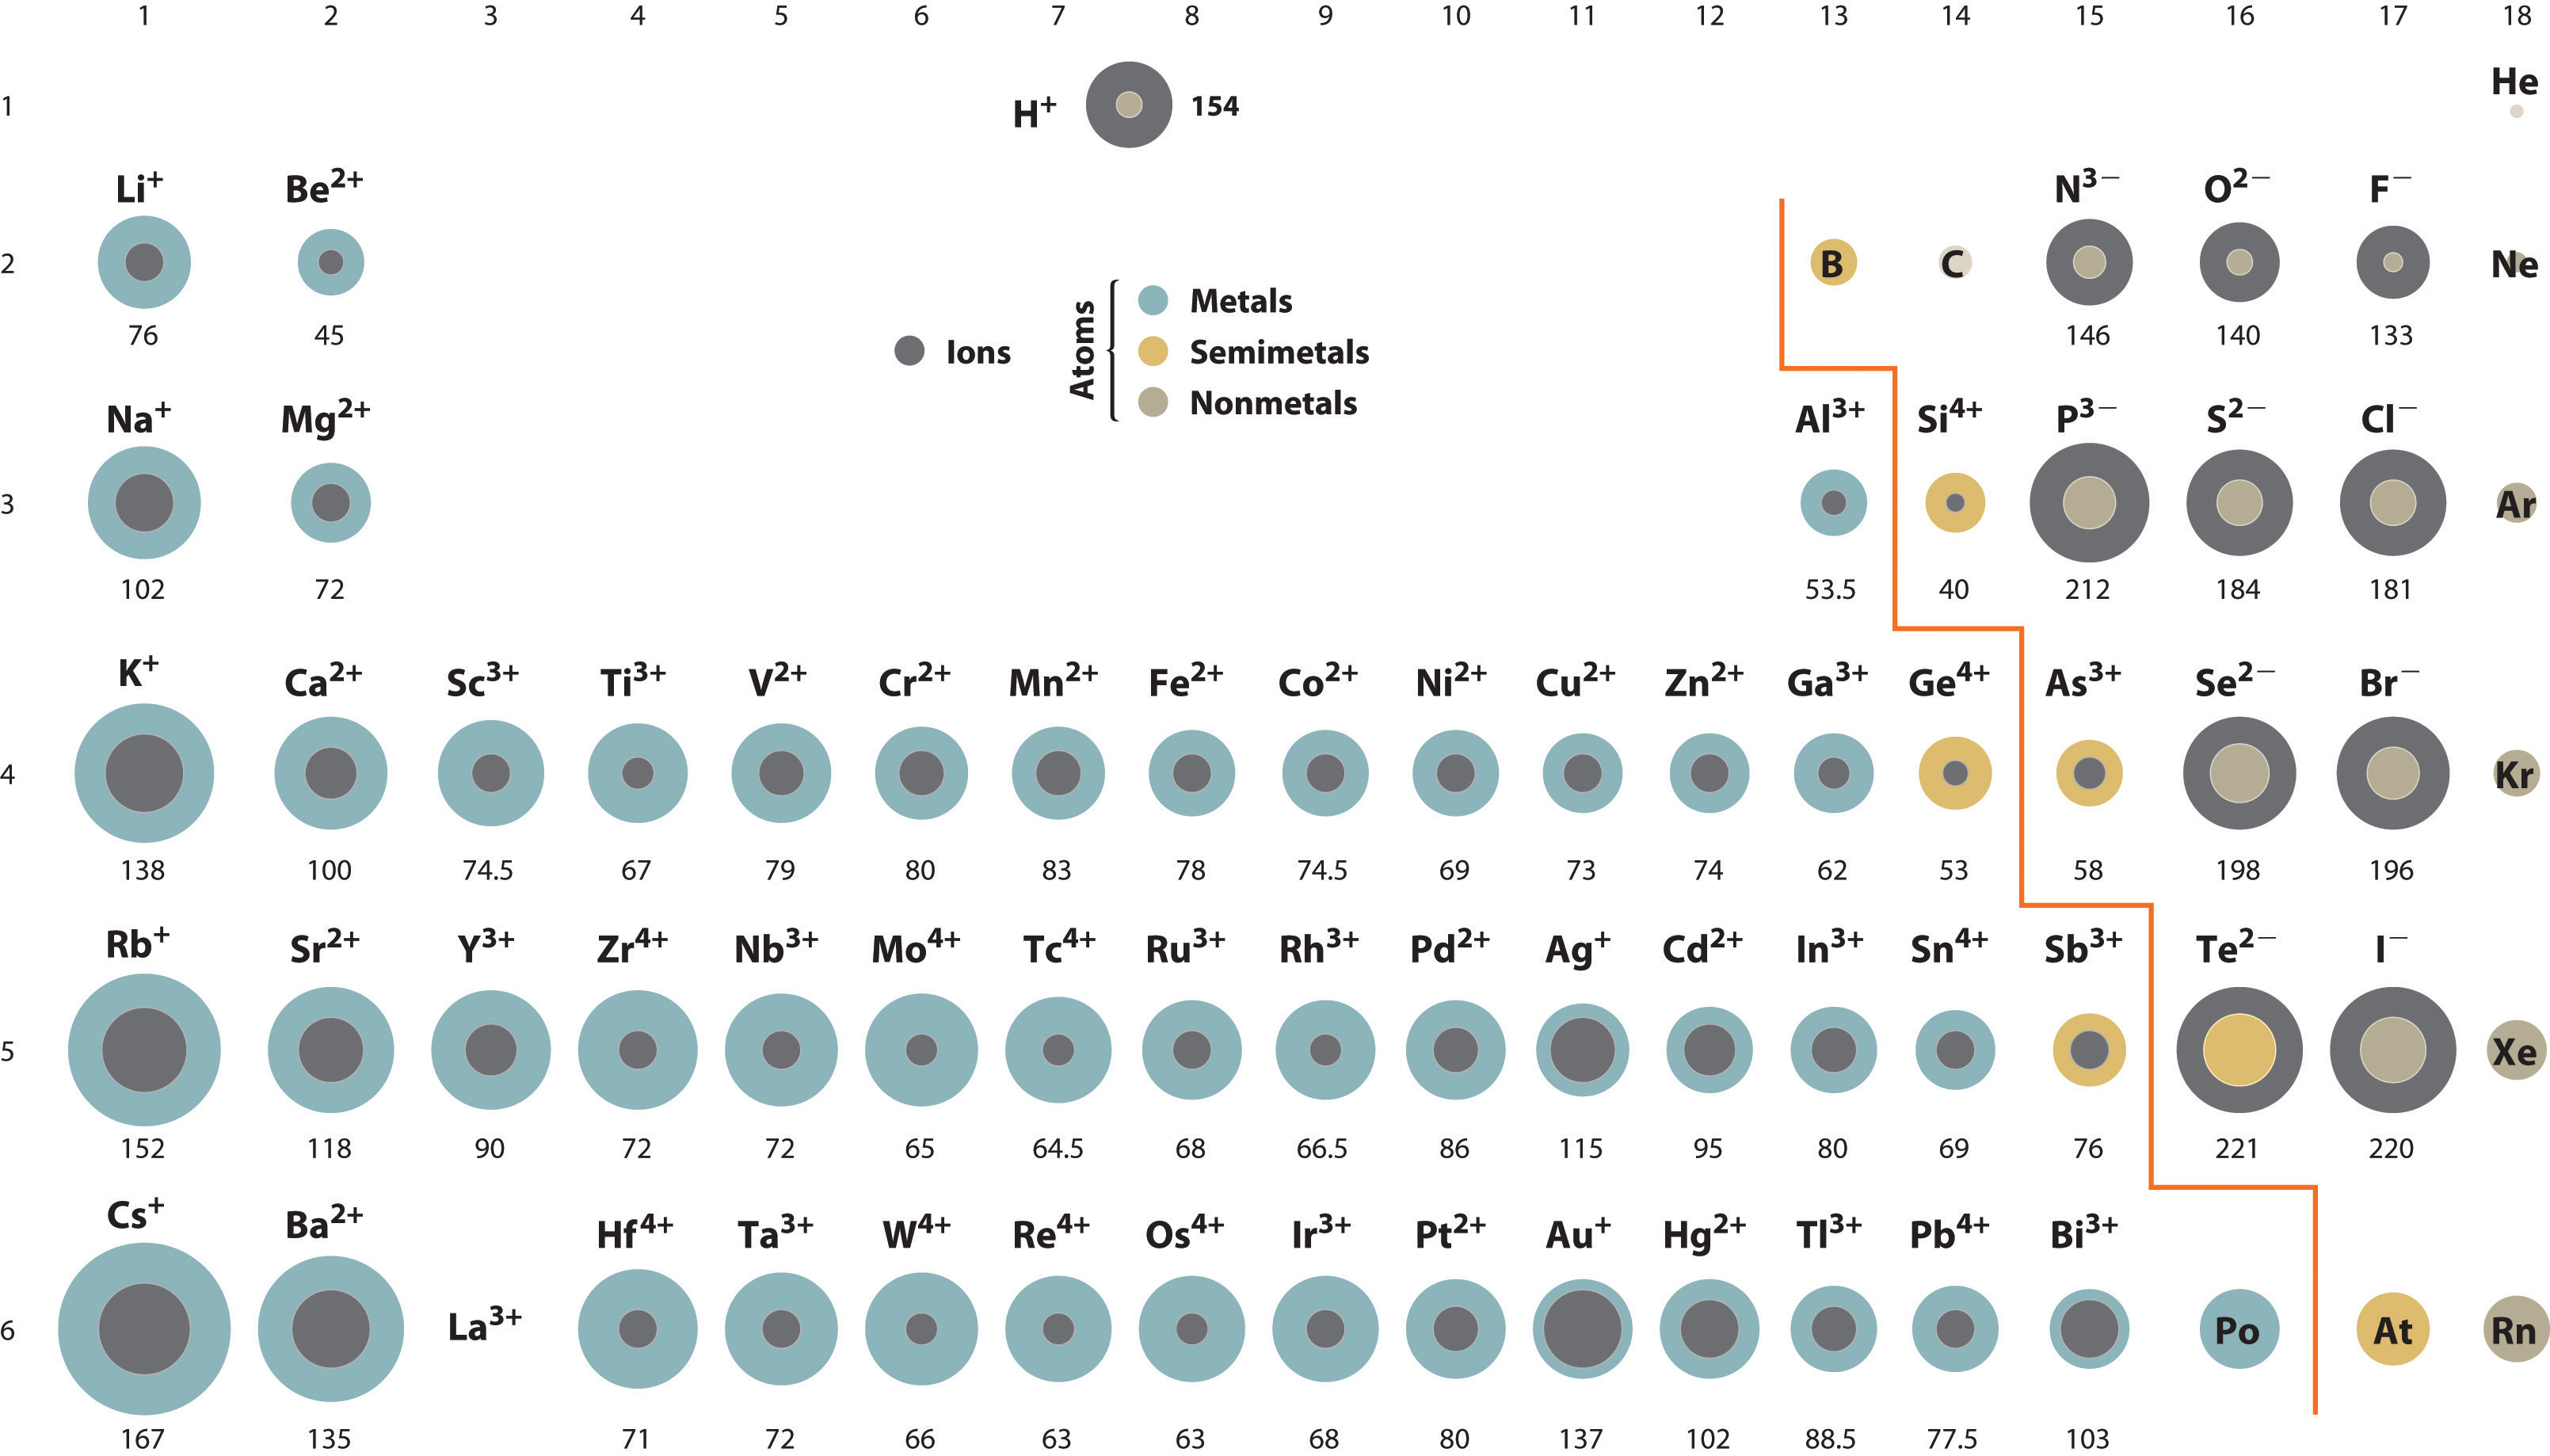 1 2 3 4 5 6 7 8 9 10 11 12 13 14 15 16 17 18
1 H⁺ 154 He
Li⁺ Be²⁺ N³⁻ O²⁻ F⁻
2 B C Ne
76 45 146 140 133
Ions
Atoms
Metals
Semimetals
Nonmetals
Na⁺ Mg²⁺ Al³⁺ Si⁴⁺ P³⁻ S²⁻ Cl⁻
3 Ar
102 72 53.5 40 212 184 181
K⁺ Ca²⁺ Sc³⁺ Ti³⁺ V²⁺ Cr²⁺ Mn²⁺ Fe²⁺ Co²⁺ Ni²⁺ Cu²⁺ Zn²⁺ Ga³⁺ Ge⁴⁺ As³⁺ Se²⁻ Br⁻
4 Kr
138 100 74.5 67 79 80 83 78 74.5 69 73 74 62 53 58 198 196
Rb⁺ Sr²⁺ Y³⁺ Zr⁴⁺ Nb³⁺ Mo⁴⁺ Tc⁴⁺ Ru³⁺ Rh³⁺ Pd²⁺ Ag⁺ Cd²⁺ In³⁺ Sn⁴⁺ Sb³⁺ Te²⁻ I⁻
5 Xe
152 118 90 72 72 65 64.5 68 66.5 86 115 95 80 69 76 221 220
Cs⁺ Ba²⁺ Hf⁴⁺ Ta³⁺ W⁴⁺ Re⁴⁺ Os⁴⁺ Ir³⁺ Pt²⁺ Au⁺ Hg²⁺ Tl³⁺ Pb⁴⁺ Bi³⁺
6 La³⁺ Po At Rn
167 135 71 72 66 63 63 68 80 137 102 88.5 77.5 103